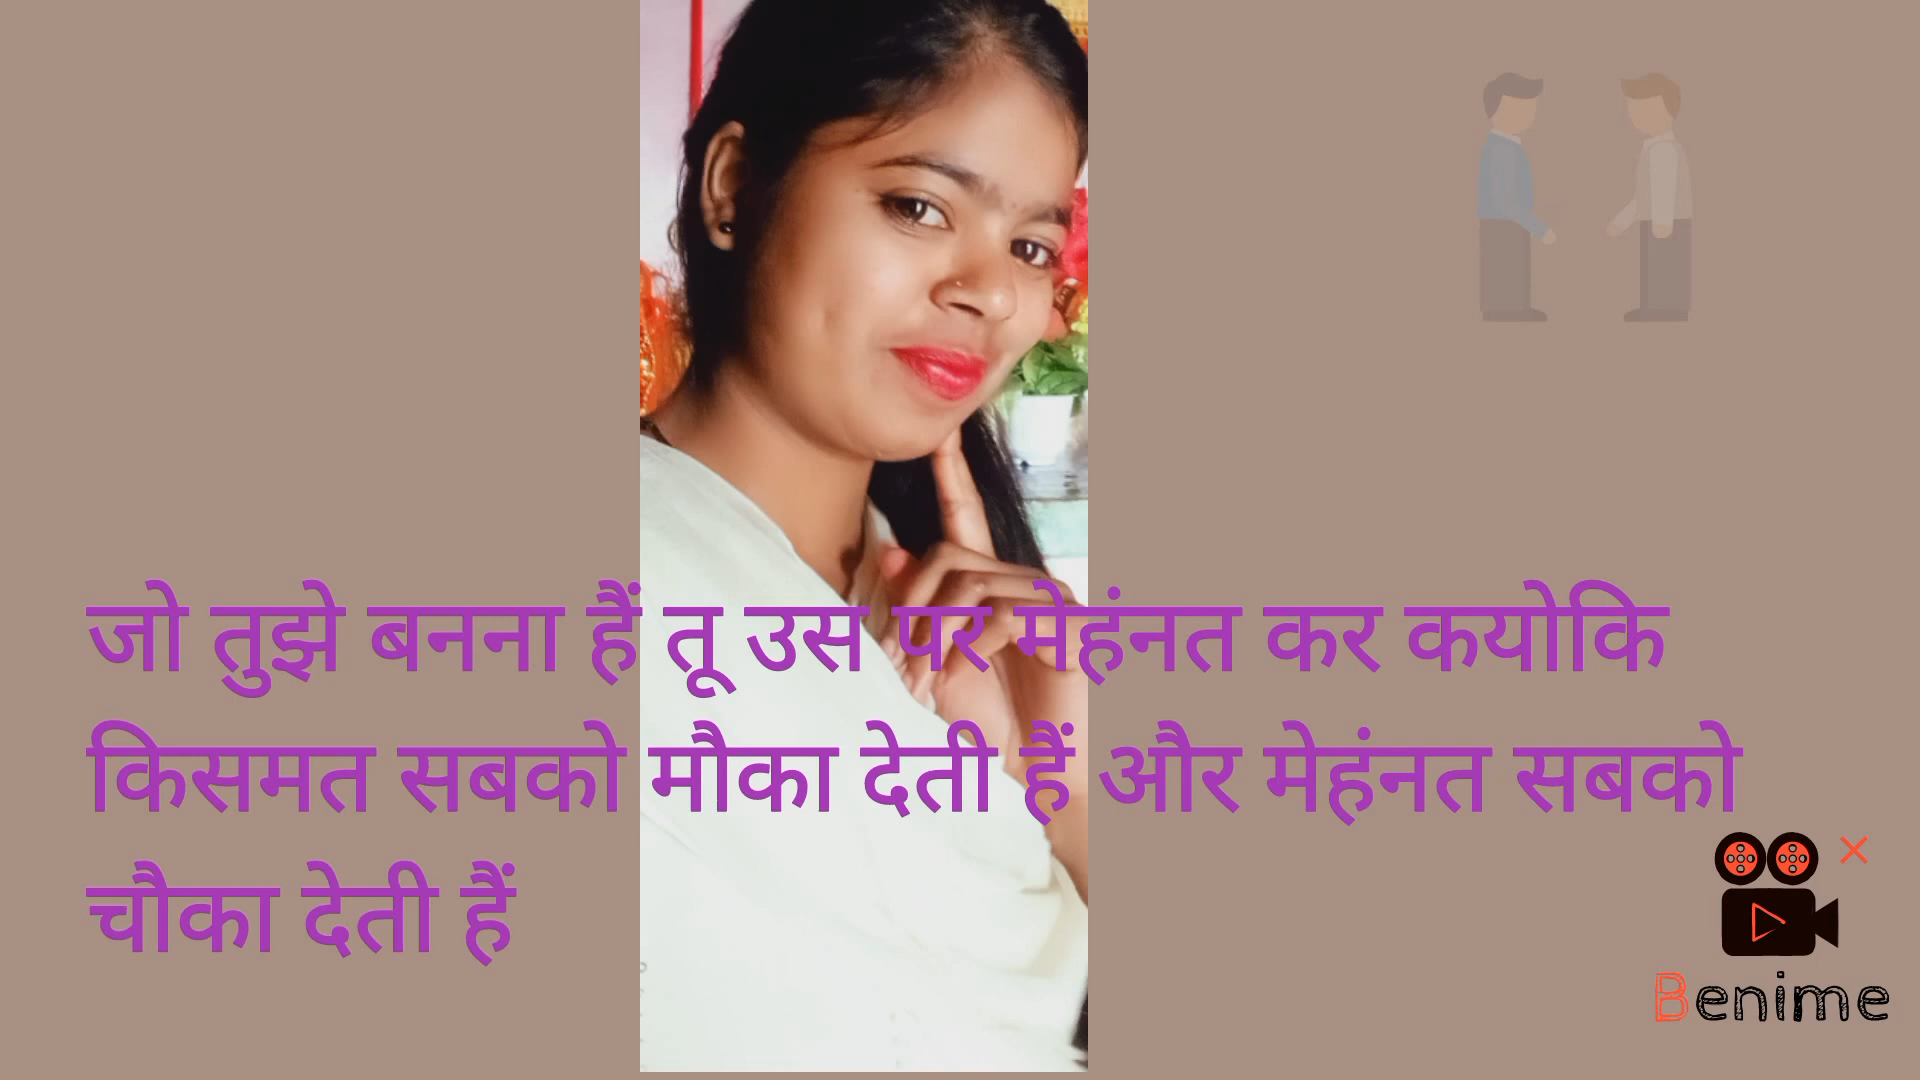 जो तुझे बनना हैं तू उस पर मेहंनत कर कयोकि
किसमत सबको मौका देती हैं और मेहंनत सबको
चौका देती हैं
Benime